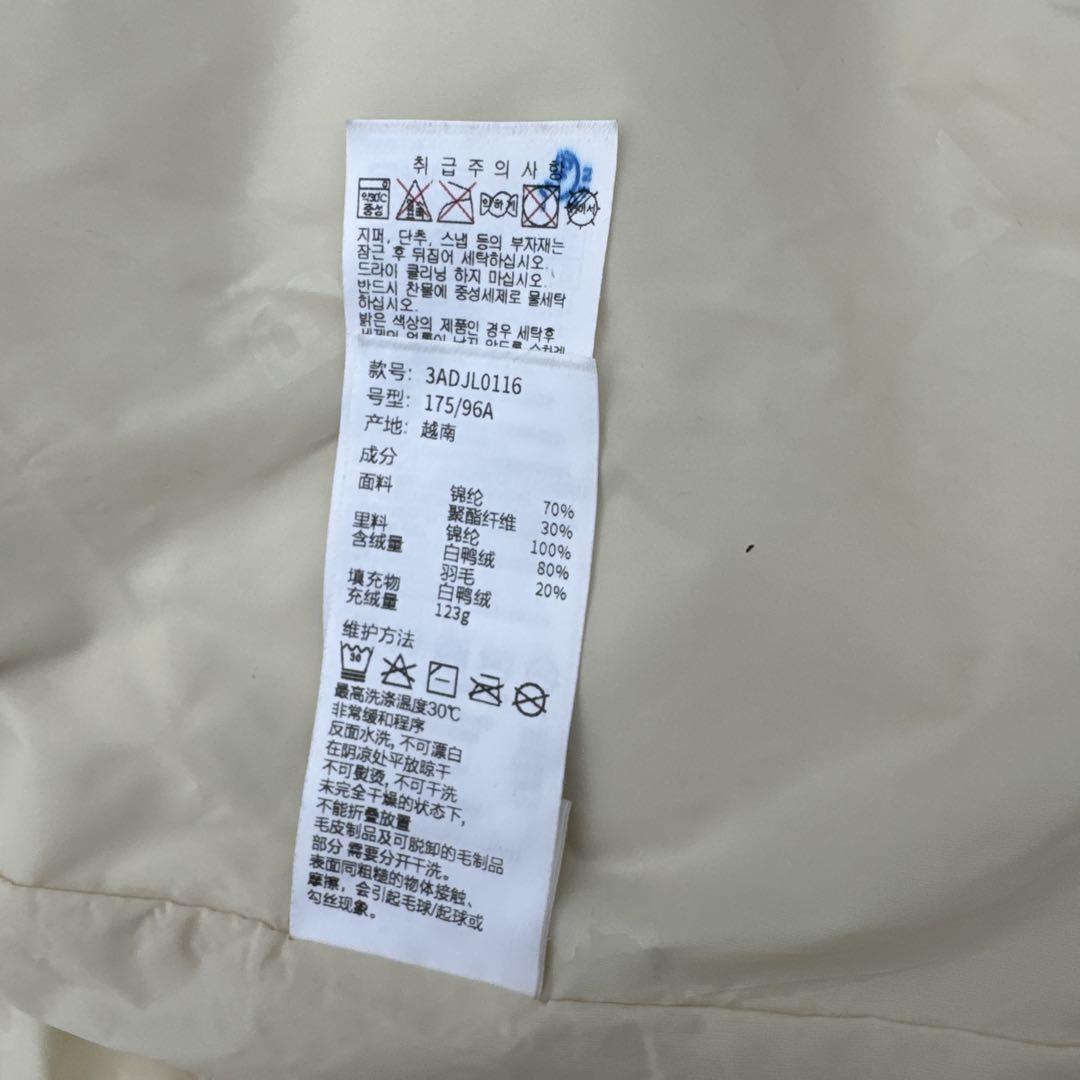 취급주의사항
약30℃
중성
약하게
지퍼, 단추, 스냅 등의 부자재는
잠근 후 뒤집어 세탁하십시오.
드라이 클리닝 하지 마십시오.
반드시 찬물에 중성세제로 물세탁
하십시오.
밝은 색상의 제품인 경우 세탁후
款号: 3ADJL0116
号型: 175/96A
产地: 越南
成分
面料 锦纶 70%
聚酯纤维 30%
里料 锦纶 100%
含绒量 白鸭绒 80%
羽毛 20%
填充物 白鸭绒
充绒量 123g
维护方法
30
最高洗涤温度30℃
非常缓和程序
反面水洗, 不可漂白
在阴凉处平放晾干
不可熨烫, 不可干洗
未完全干燥的状态下,
不能折叠放置
毛皮制品及可脱卸的毛制品
部分 需要分开干洗。
表面同粗糙的物体接触、
摩擦，会引起毛球/起球或
勾丝现象。